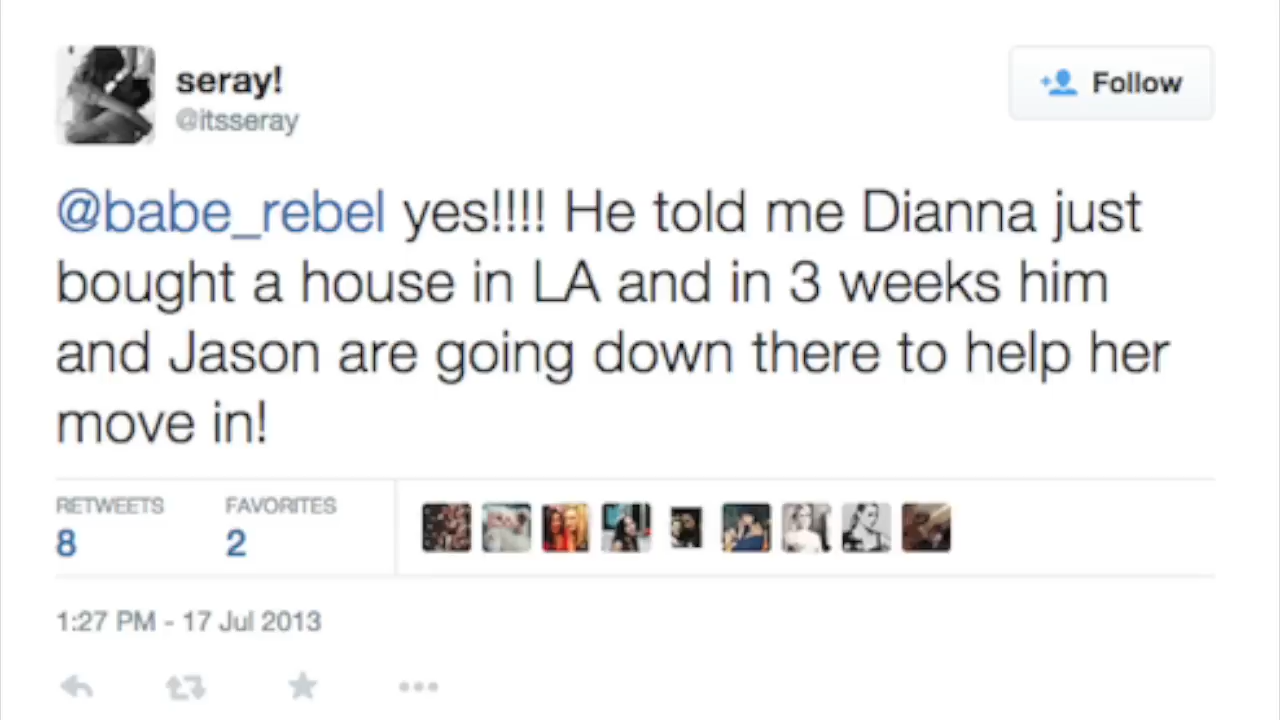 seray!
@itsseray
Follow
@babe_rebel yes!!!! He told me Dianna just
bought a house in LA and in 3 weeks him
and Jason are going down there to help her
move in!
RETWEETS FAVORITES
8 2
1:27 PM - 17 Jul 2013